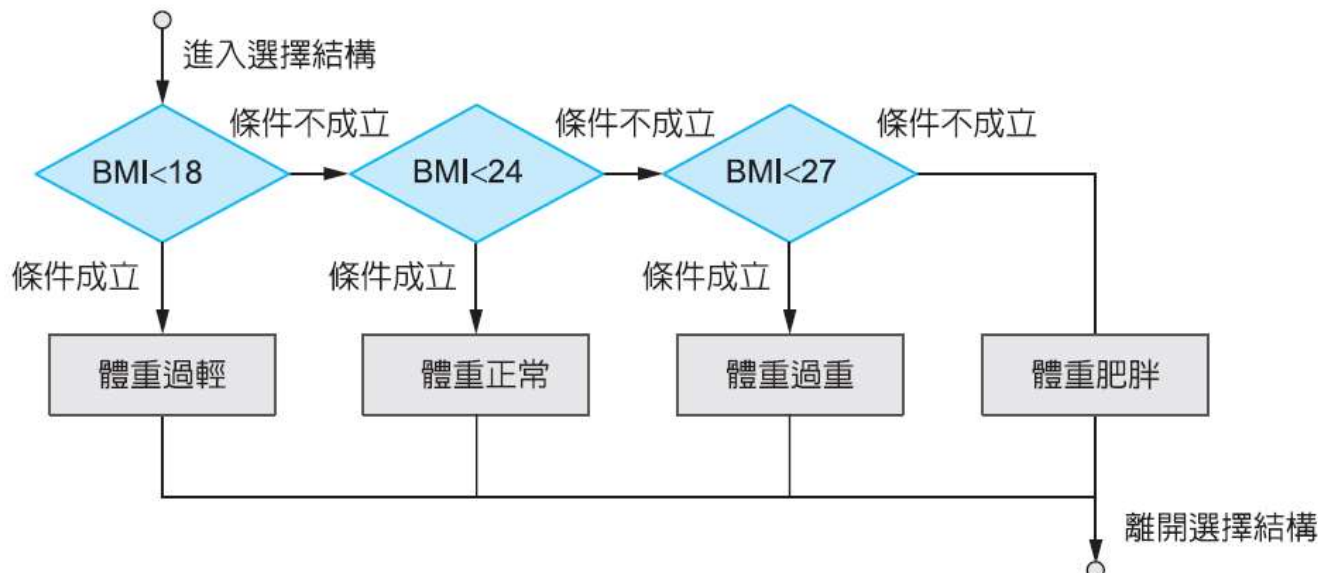 進入選擇結構
條件不成立
條件不成立
條件不成立
BMI<18
BMI<24
BMI<27
條件成立
條件成立
條件成立
體重過輕
體重正常
體重過重
體重肥胖
離開選擇結構